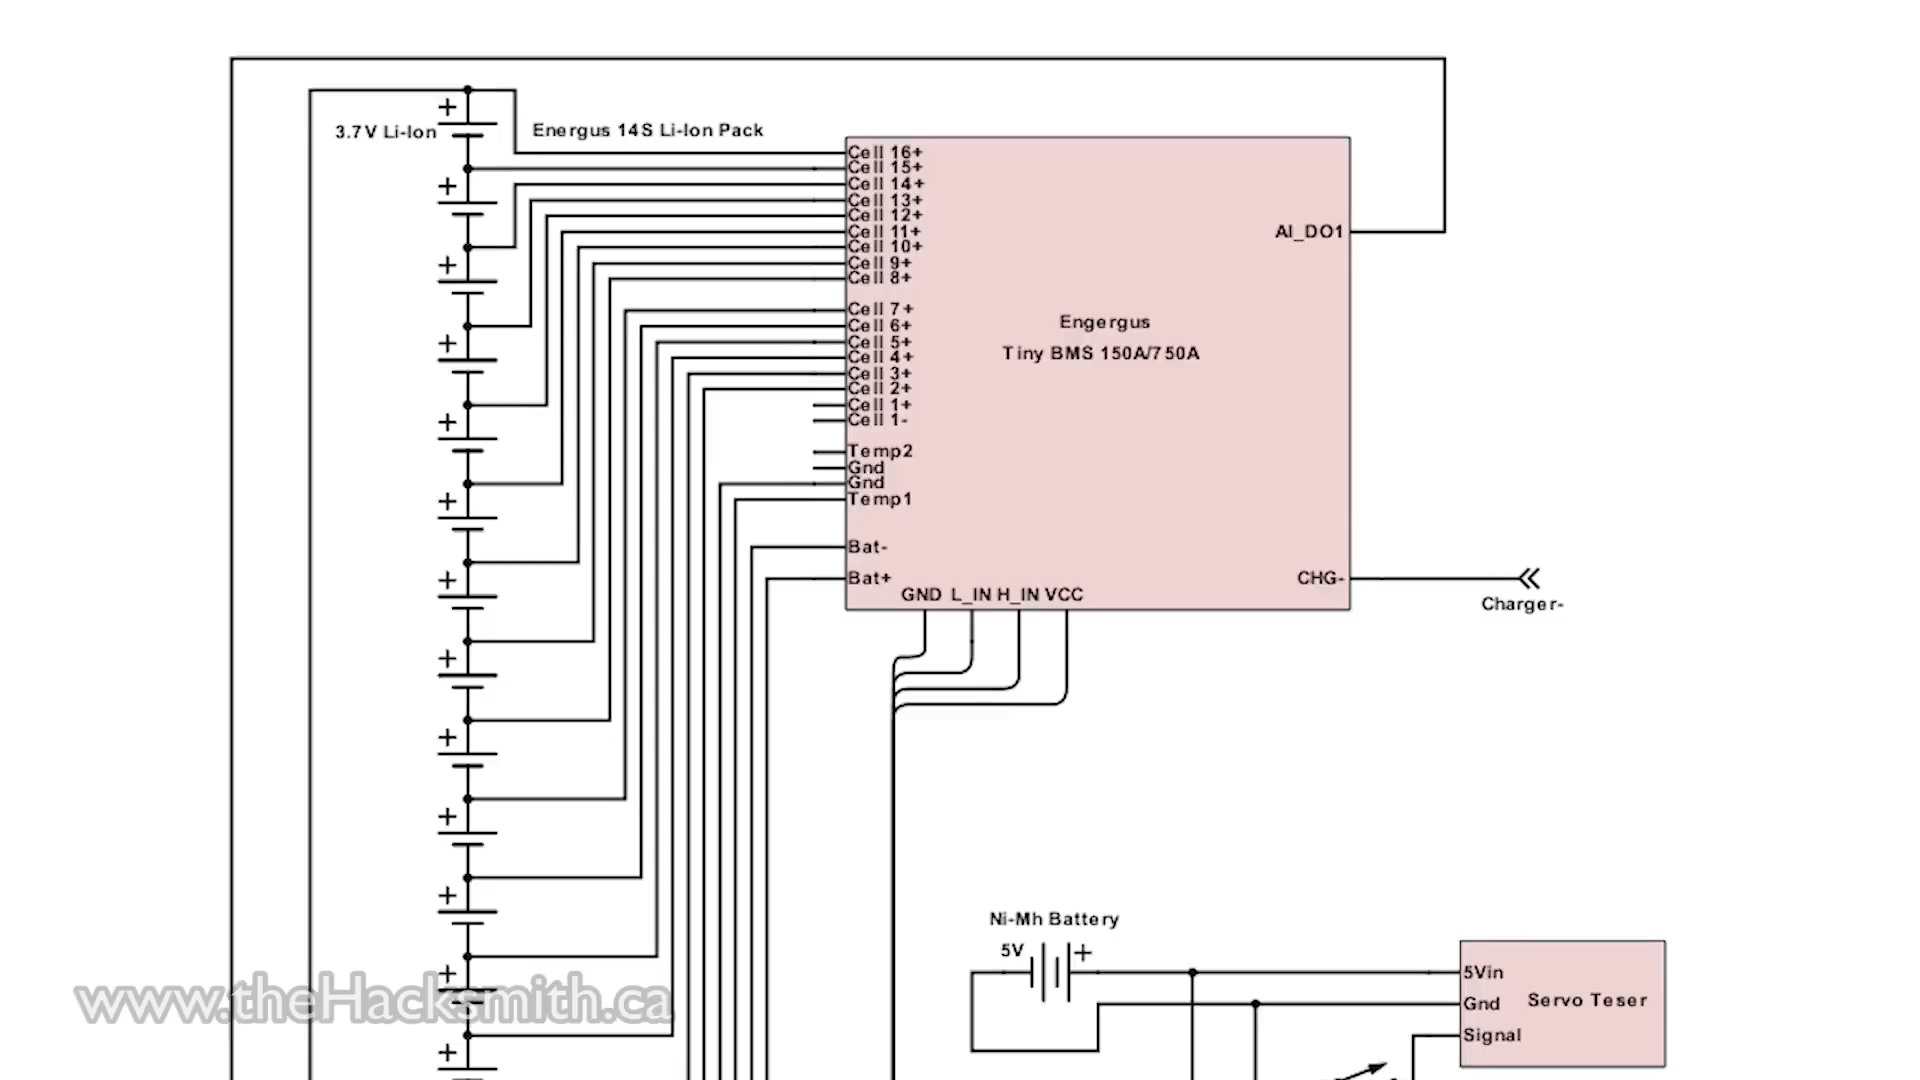 3.7V Li-Ion
Energus 14S Li-Ion Pack
Cell 16+
Cell 15+
Cell 14+
Cell 13+
Cell 12+
Cell 11+
Cell 10+
Cell 9+
Cell 8+
Cell 7+
Cell 6+
Cell 5+
Cell 4+
Cell 3+
Cell 2+
Cell 1+
Cell 1-
Temp2
Gnd
Gnd
Temp1
Bat-
Bat+
AI_DO1
Engergus
Tiny BMS 150A/750A
CHG-
Charger-
GND L_IN H_IN VCC
Ni-Mh Battery
5V
5Vin
Gnd
Signal
Servo Teser
www.theHacksmith.ca